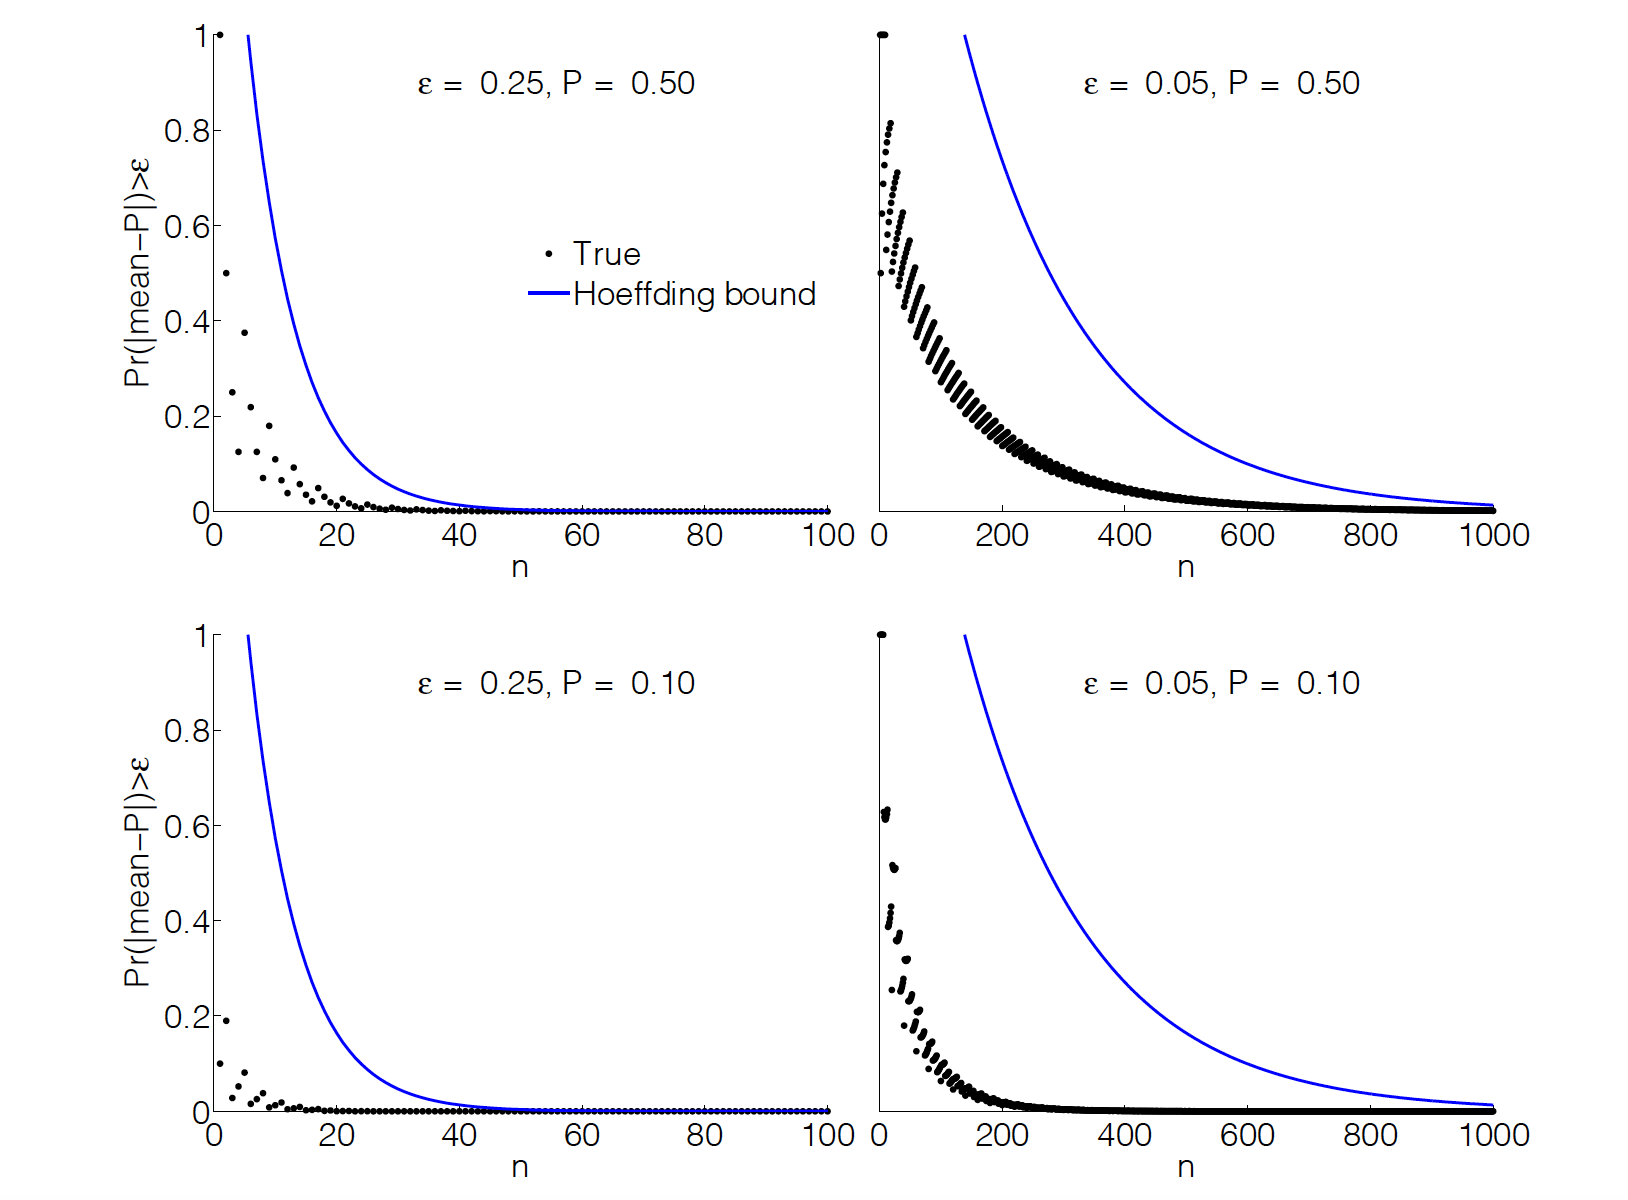 ε = 0.25, P = 0.50
True
Hoeffding bound
Pr(|mean−P|)>ε
1
0.8
0.6
0.4
0.2
0
0 20 40 60 80 100
n
ε = 0.05, P = 0.50
0 200 400 600 800 1000
n
ε = 0.25, P = 0.10
Pr(|mean−P|)>ε
1
0.8
0.6
0.4
0.2
0
0 20 40 60 80 100
n
ε = 0.05, P = 0.10
0 200 400 600 800 1000
n